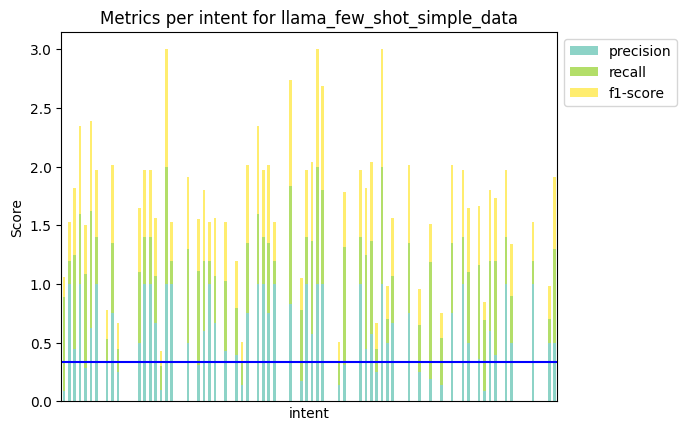 Metrics per intent for llama_few_shot_simple_data
precision
recall
f1-score
3.0
2.5
2.0
1.5
1.0
0.5
0.0
Score
intent